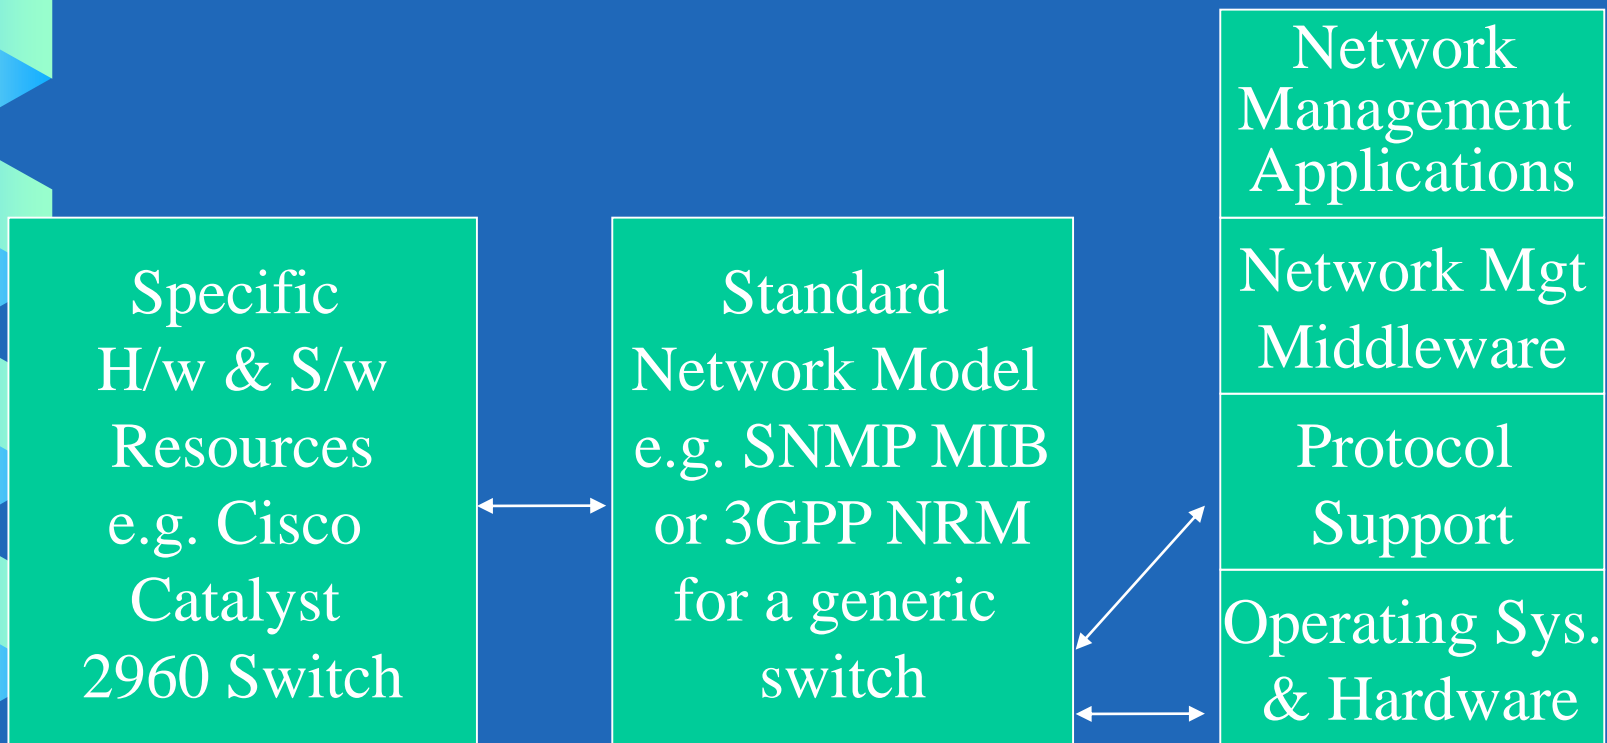 Specific
H/w & S/w
Resources
e.g. Cisco
Catalyst
2960 Switch
Standard
Network Model
e.g. SNMP MIB
or 3GPP NRM
for a generic
switch
Network
Management
Applications
Network Mgt
Middleware
Protocol
Support
Operating Sys.
& Hardware